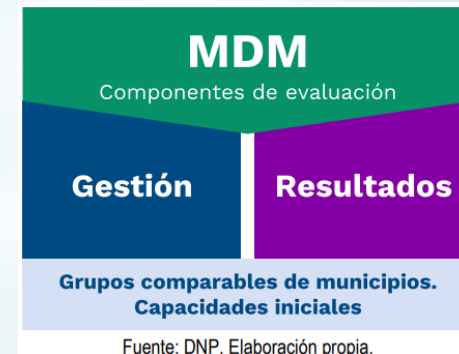 MDM
Componentes de evaluación
Gestión
Resultados
Grupos comparables de municipios.
Capacidades iniciales
Fuente: DNP. Elaboración propia.